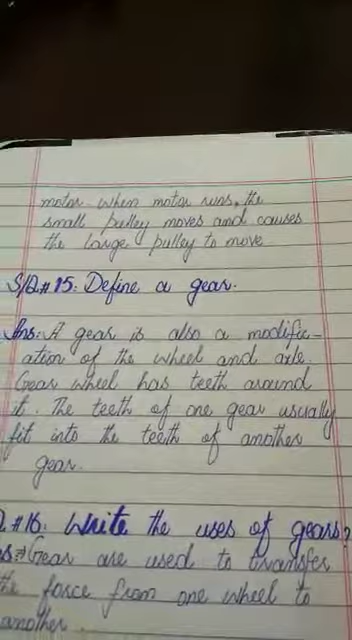 motor. when motor runs, the
small pulley moves and causes
the large pulley to move.
S/Q#15: Define a gear.
Ans: A gear is also a modific-
ation of the wheel and axle.
Gear wheel has teeth around
it. The teeth of one gear usually
fit into the teeth of another
gear.
Q.#16: Write the uses of gears?
s:⇒ Gear are used to transfer
the force from one wheel to
another.